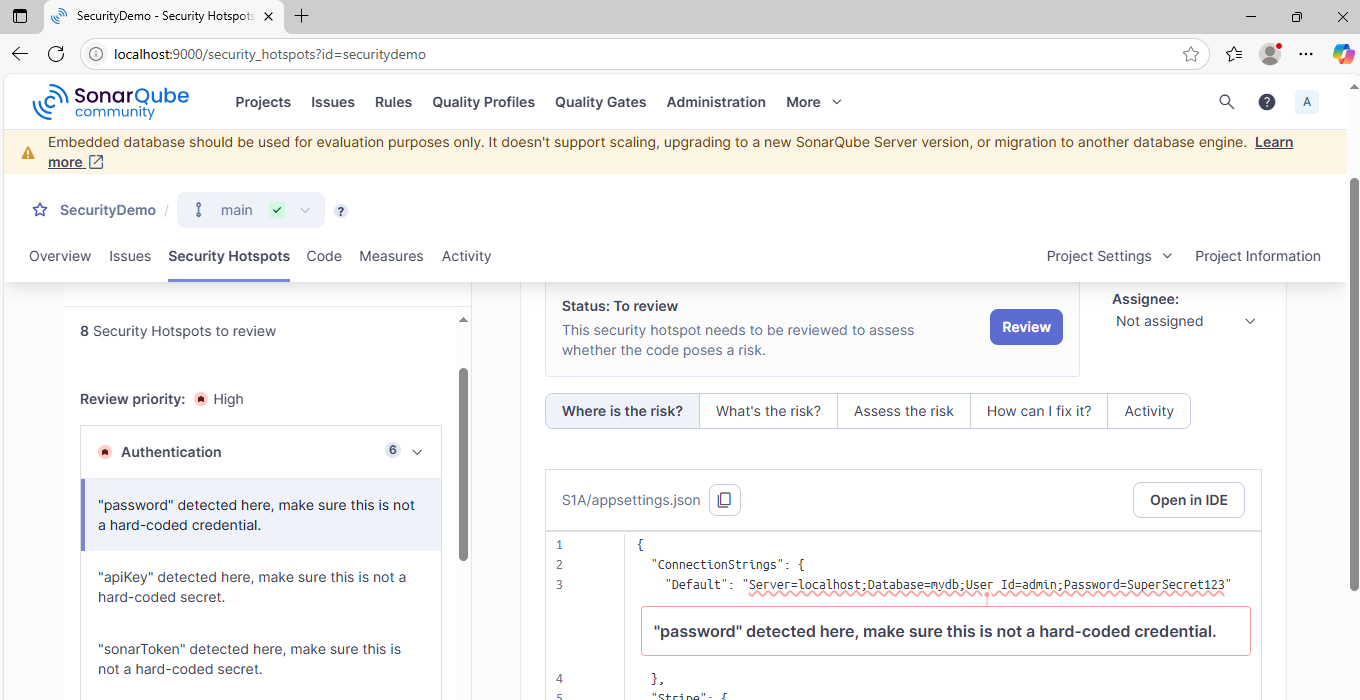 SecurityDemo - Security Hotspots
localhost:9000/security_hotspots?id=securitydemo
SonarQube
community
Projects Issues Rules Quality Profiles Quality Gates Administration More
? A
Embedded database should be used for evaluation purposes only. It doesn't support scaling, upgrading to a new SonarQube Server version, or migration to another database engine. Learn
more
SecurityDemo / main ?
Overview Issues Security Hotspots Code Measures Activity Project Settings Project Information
8 Security Hotspots to review
Review priority: High
Authentication 6
"password" detected here, make sure this is not
a hard-coded credential.
"apiKey" detected here, make sure this is not a
hard-coded secret.
"sonarToken" detected here, make sure this is
not a hard-coded secret.
Status: To review
This security hotspot needs to be reviewed to assess
whether the code poses a risk.
Review
Assignee:
Not assigned
Where is the risk? What's the risk? Assess the risk How can I fix it? Activity
S1A/appsettings.json Open in IDE
1 {
2 "ConnectionStrings": {
3 "Default": "Server=localhost;Database=mydb;User Id=admin;Password=SuperSecret123"
"password" detected here, make sure this is not a hard-coded credential.
4 },
5 "Stripe": {